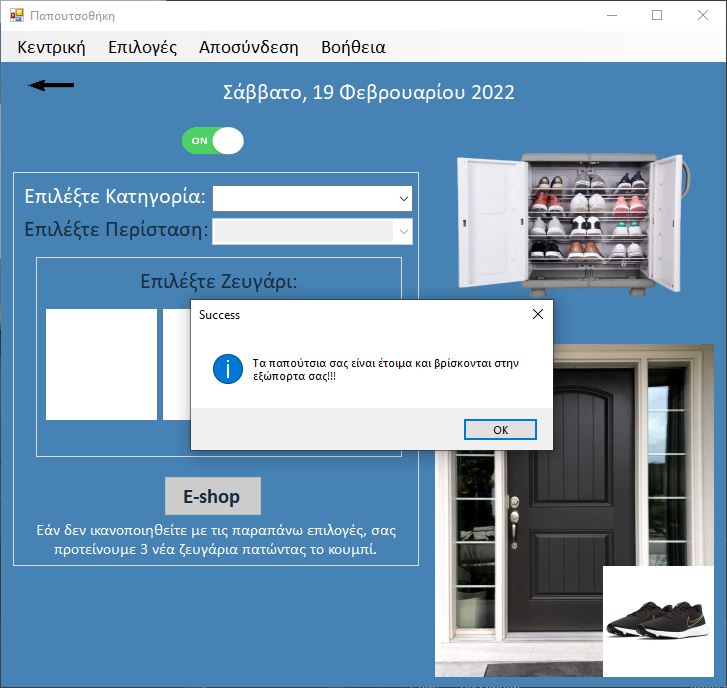 Παπουτσοθήκη
Κεντρική Επιλογές Αποσύνδεση Βοήθεια
Σάββατο, 19 Φεβρουαρίου 2022
ON
Επιλέξτε Κατηγορία:
Επιλέξτε Περίσταση:
Επιλέξτε Ζευγάρι:
Success
Τα παπούτσια σας είναι έτοιμα και βρίσκονται στην
εξώπορτα σας!!!
OK
E-shop
Εάν δεν ικανοποιηθείτε με τις παραπάνω επιλογές, σας
προτείνουμε 3 νέα ζευγάρια πατώντας το κουμπί.